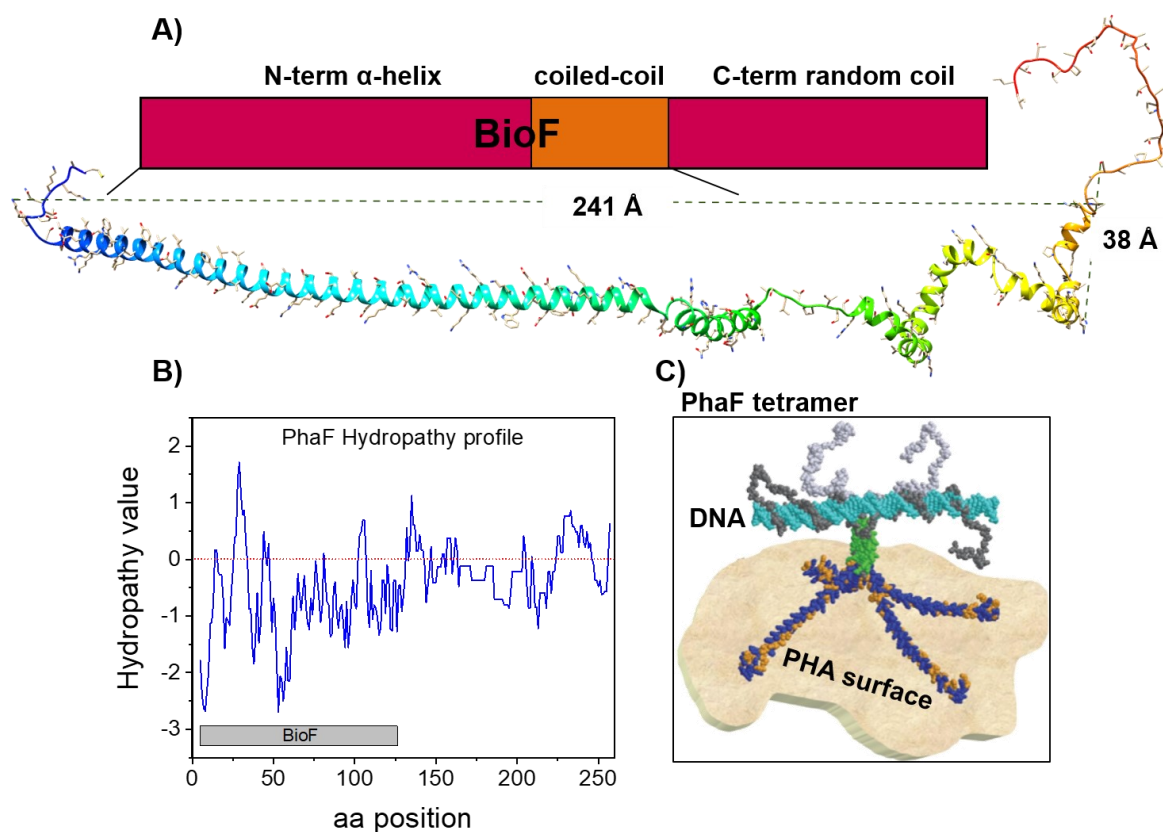 A)
N-term α-helix
coiled-coil
C-term random coil
BioF
241 Å
38 Å
B)
PhaF Hydropathy profile
Hydropathy value
2
1
0
-1
-2
-3
BioF
0
50
100
150
200
250
aa position
C)
PhaF tetramer
DNA
PHA surface